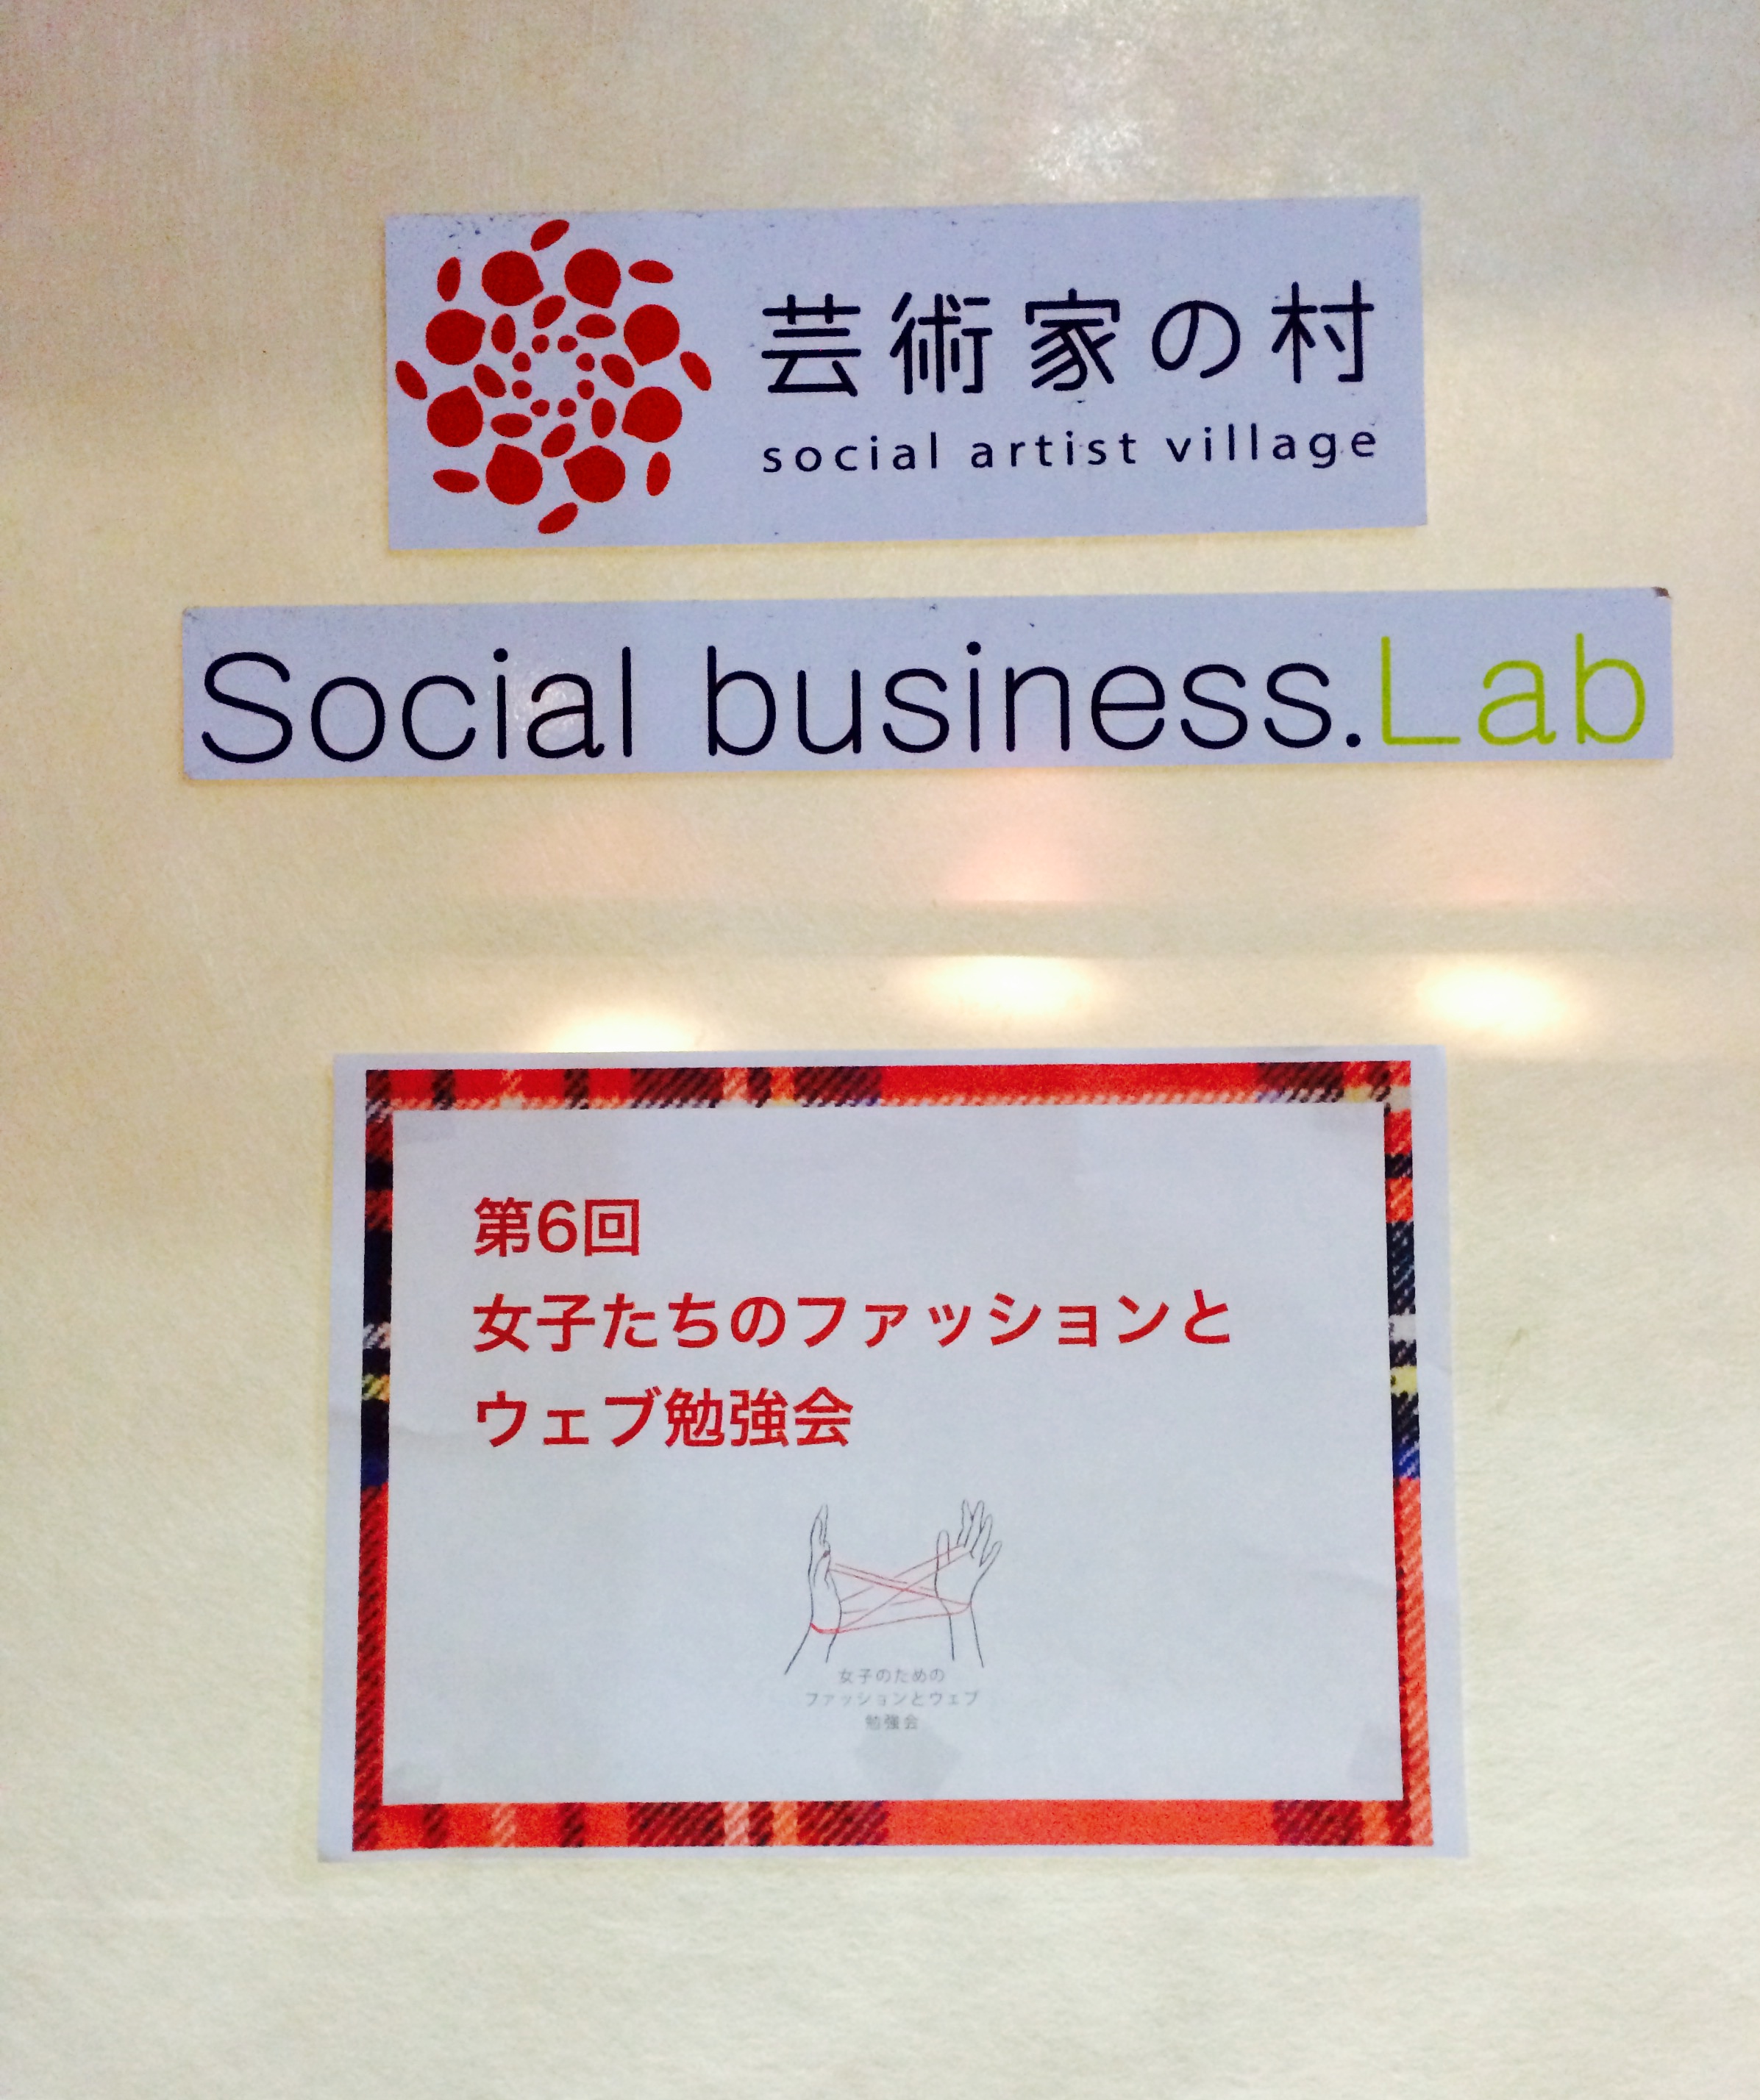 芸術家の村
social artist village
Social business.Lab
第6回
女子たちのファッションと
ウェブ勉強会
女子のための
ファッションとウェブ
勉強会